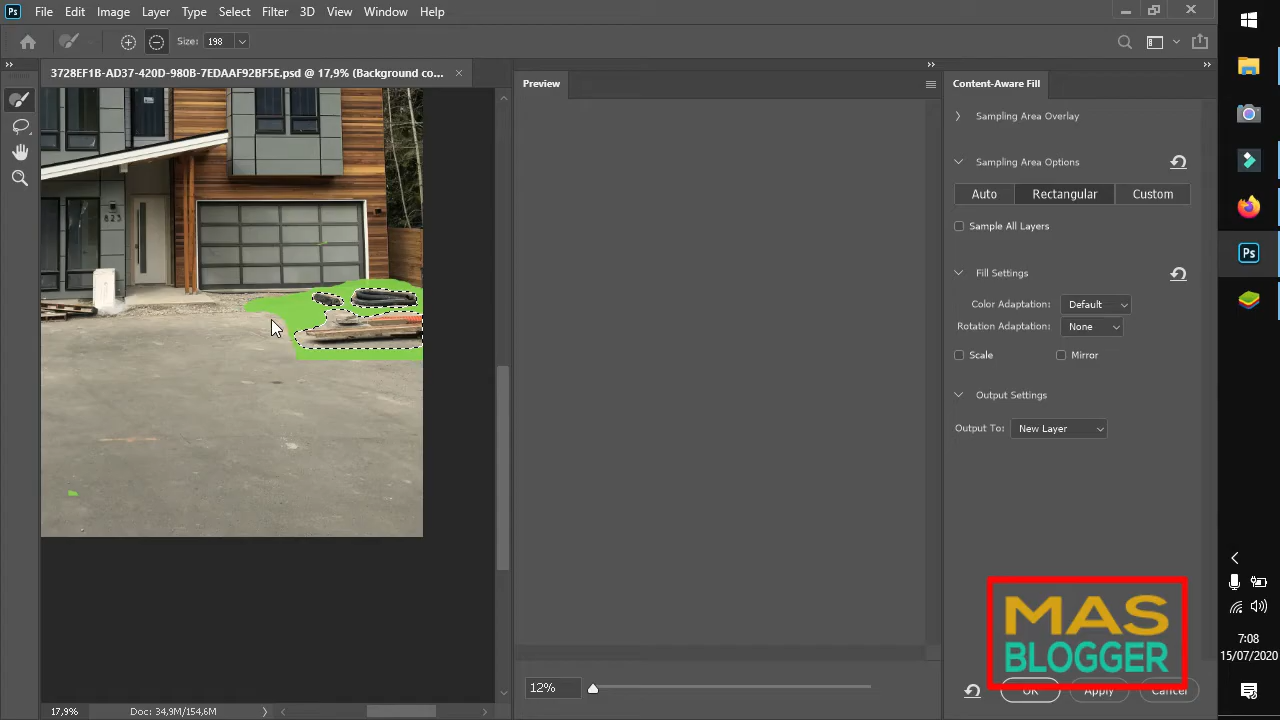 Ps File Edit Image Layer Type Select Filter 3D View Window Help
Size: 198
3728EF1B-AD37-420D-980B-7EDAAF92BF5E.psd @ 17,9% (Background co...
Preview
Content-Aware Fill
Sampling Area Overlay
Sampling Area Options
Auto Rectangular Custom
Sample All Layers
Fill Settings
Color Adaptation: Default
Rotation Adaptation: None
Scale Mirror
Output Settings
Output To: New Layer
823
Ps
MAS
BLOGGER
OK Apply Cancel
12%
17,9% Doc: 34,9M/154,6M
7:08
15/07/2020